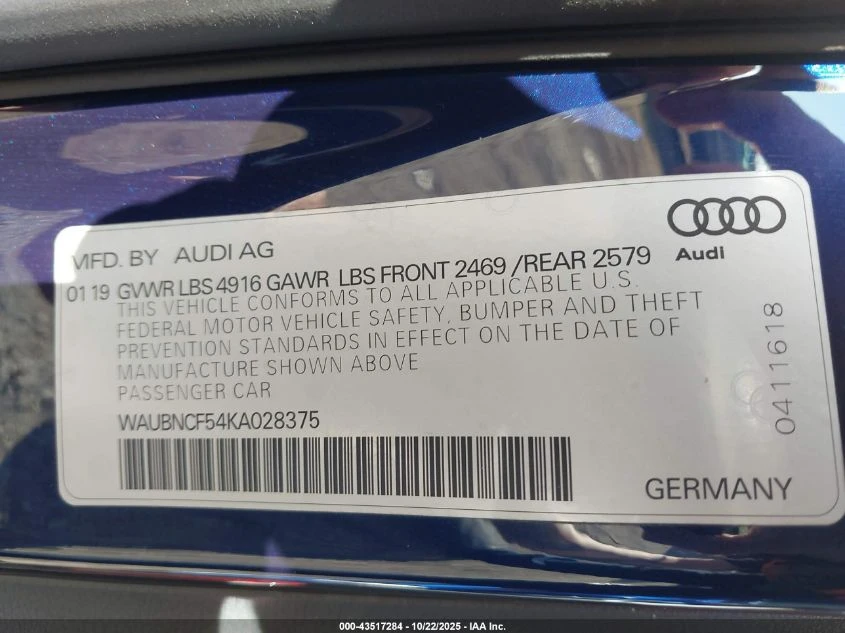 MFD. BY AUDI AG
Audi
01 19 GVWR LBS 4916 GAWR LBS FRONT 2469 /REAR 2579
THIS VEHICLE CONFORMS TO ALL APPLICABLE U.S.
FEDERAL MOTOR VEHICLE SAFETY, BUMPER AND THEFT
PREVENTION STANDARDS IN EFFECT ON THE DATE OF
MANUFACTURE SHOWN ABOVE
PASSENGER CAR
WAUBNCF54KA028375
0411618
GERMANY
000-43517284 - 10/22/2025 - IAA Inc.